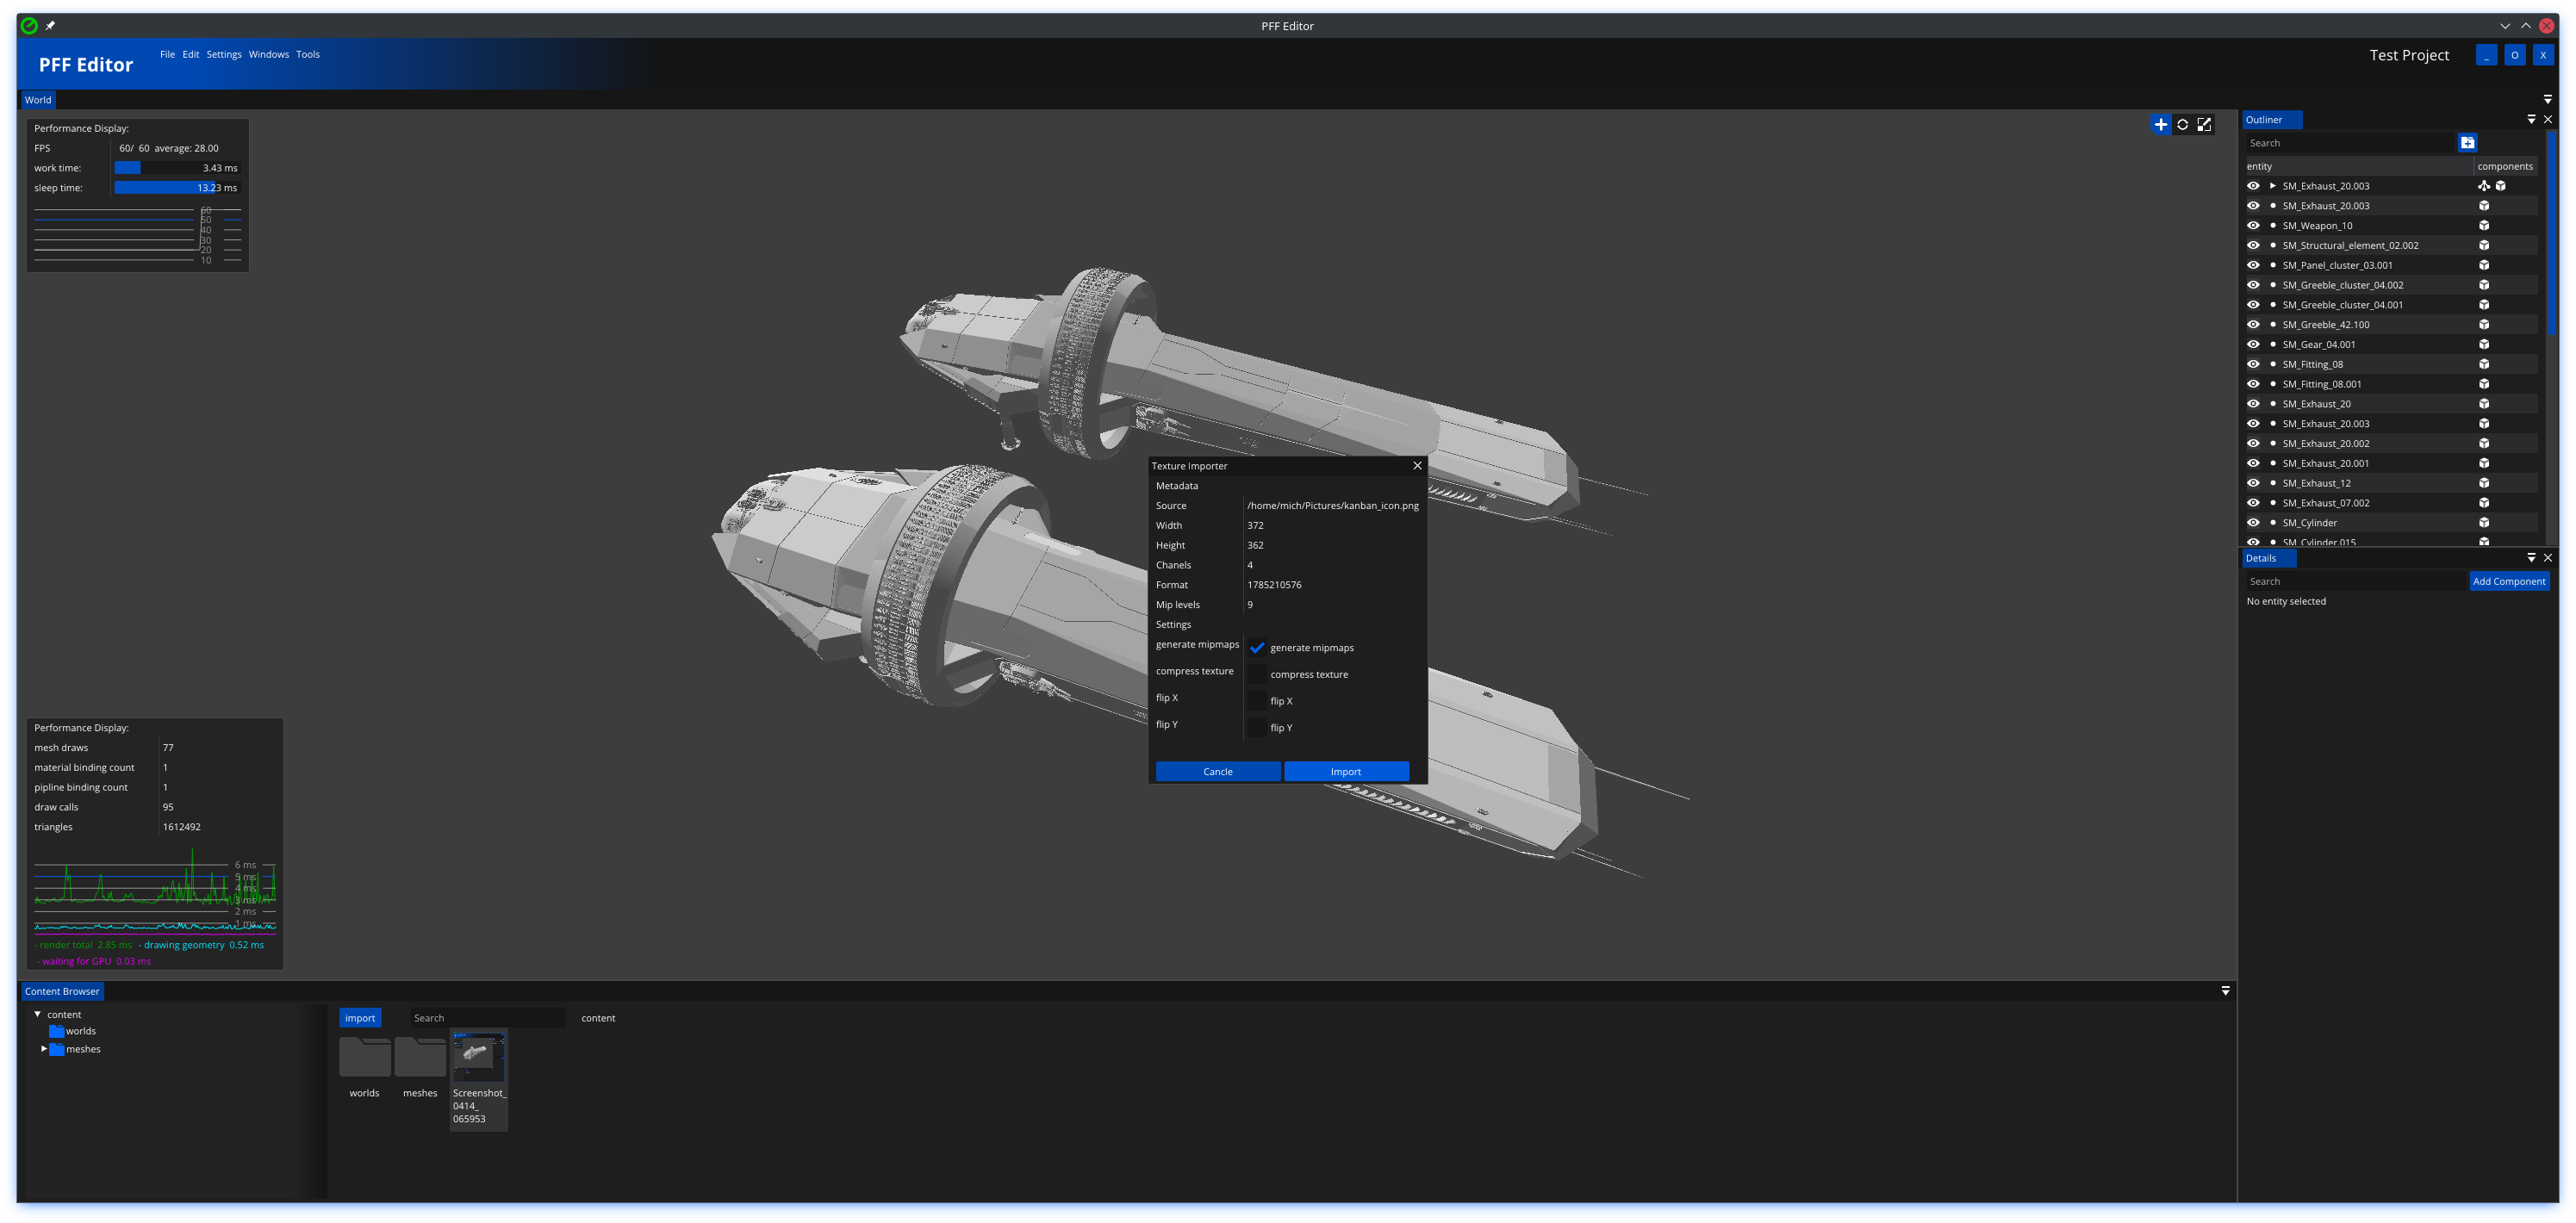 PFF Editor
PFF Editor
File Edit Settings Windows Tools
Test Project
_ O X
World
Performance Display:
FPS 60/ 60 average: 28.00
work time: 3.43 ms
sleep time: 13.23 ms
60
50
40
30
20
10
Outliner
Search
entity components
SM_Exhaust_20.003
SM_Exhaust_20.003
SM_Weapon_10
SM_Structural_element_02.002
SM_Panel_cluster_03.001
SM_Greeble_cluster_04.002
SM_Greeble_cluster_04.001
SM_Greeble_42.100
SM_Gear_04.001
SM_Fitting_08
SM_Fitting_08.001
SM_Exhaust_20
SM_Exhaust_20.003
SM_Exhaust_20.002
SM_Exhaust_20.001
SM_Exhaust_12
SM_Exhaust_07.002
SM_Cylinder
SM_Cylinder.015
Details
Search
Add Component
No entity selected
Texture Importer
Metadata
Source /home/mich/Pictures/kanban_icon.png
Width 372
Height 362
Chanels 4
Format 1785210576
Mip levels 9
Settings
generate mipmaps generate mipmaps
compress texture compress texture
flip X flip X
flip Y flip Y
Cancle Import
Performance Display:
mesh draws 77
material binding count 1
pipline binding count 1
draw calls 95
triangles 1612492
6 ms
5 ms
4 ms
3 ms
2 ms
1 ms
- render total 2.85 ms - drawing geometry 0.52 ms
- waiting for GPU 0.03 ms
Content Browser
content
worlds
meshes
import
Search
content
worlds
meshes
Screenshot_
0414_
065953